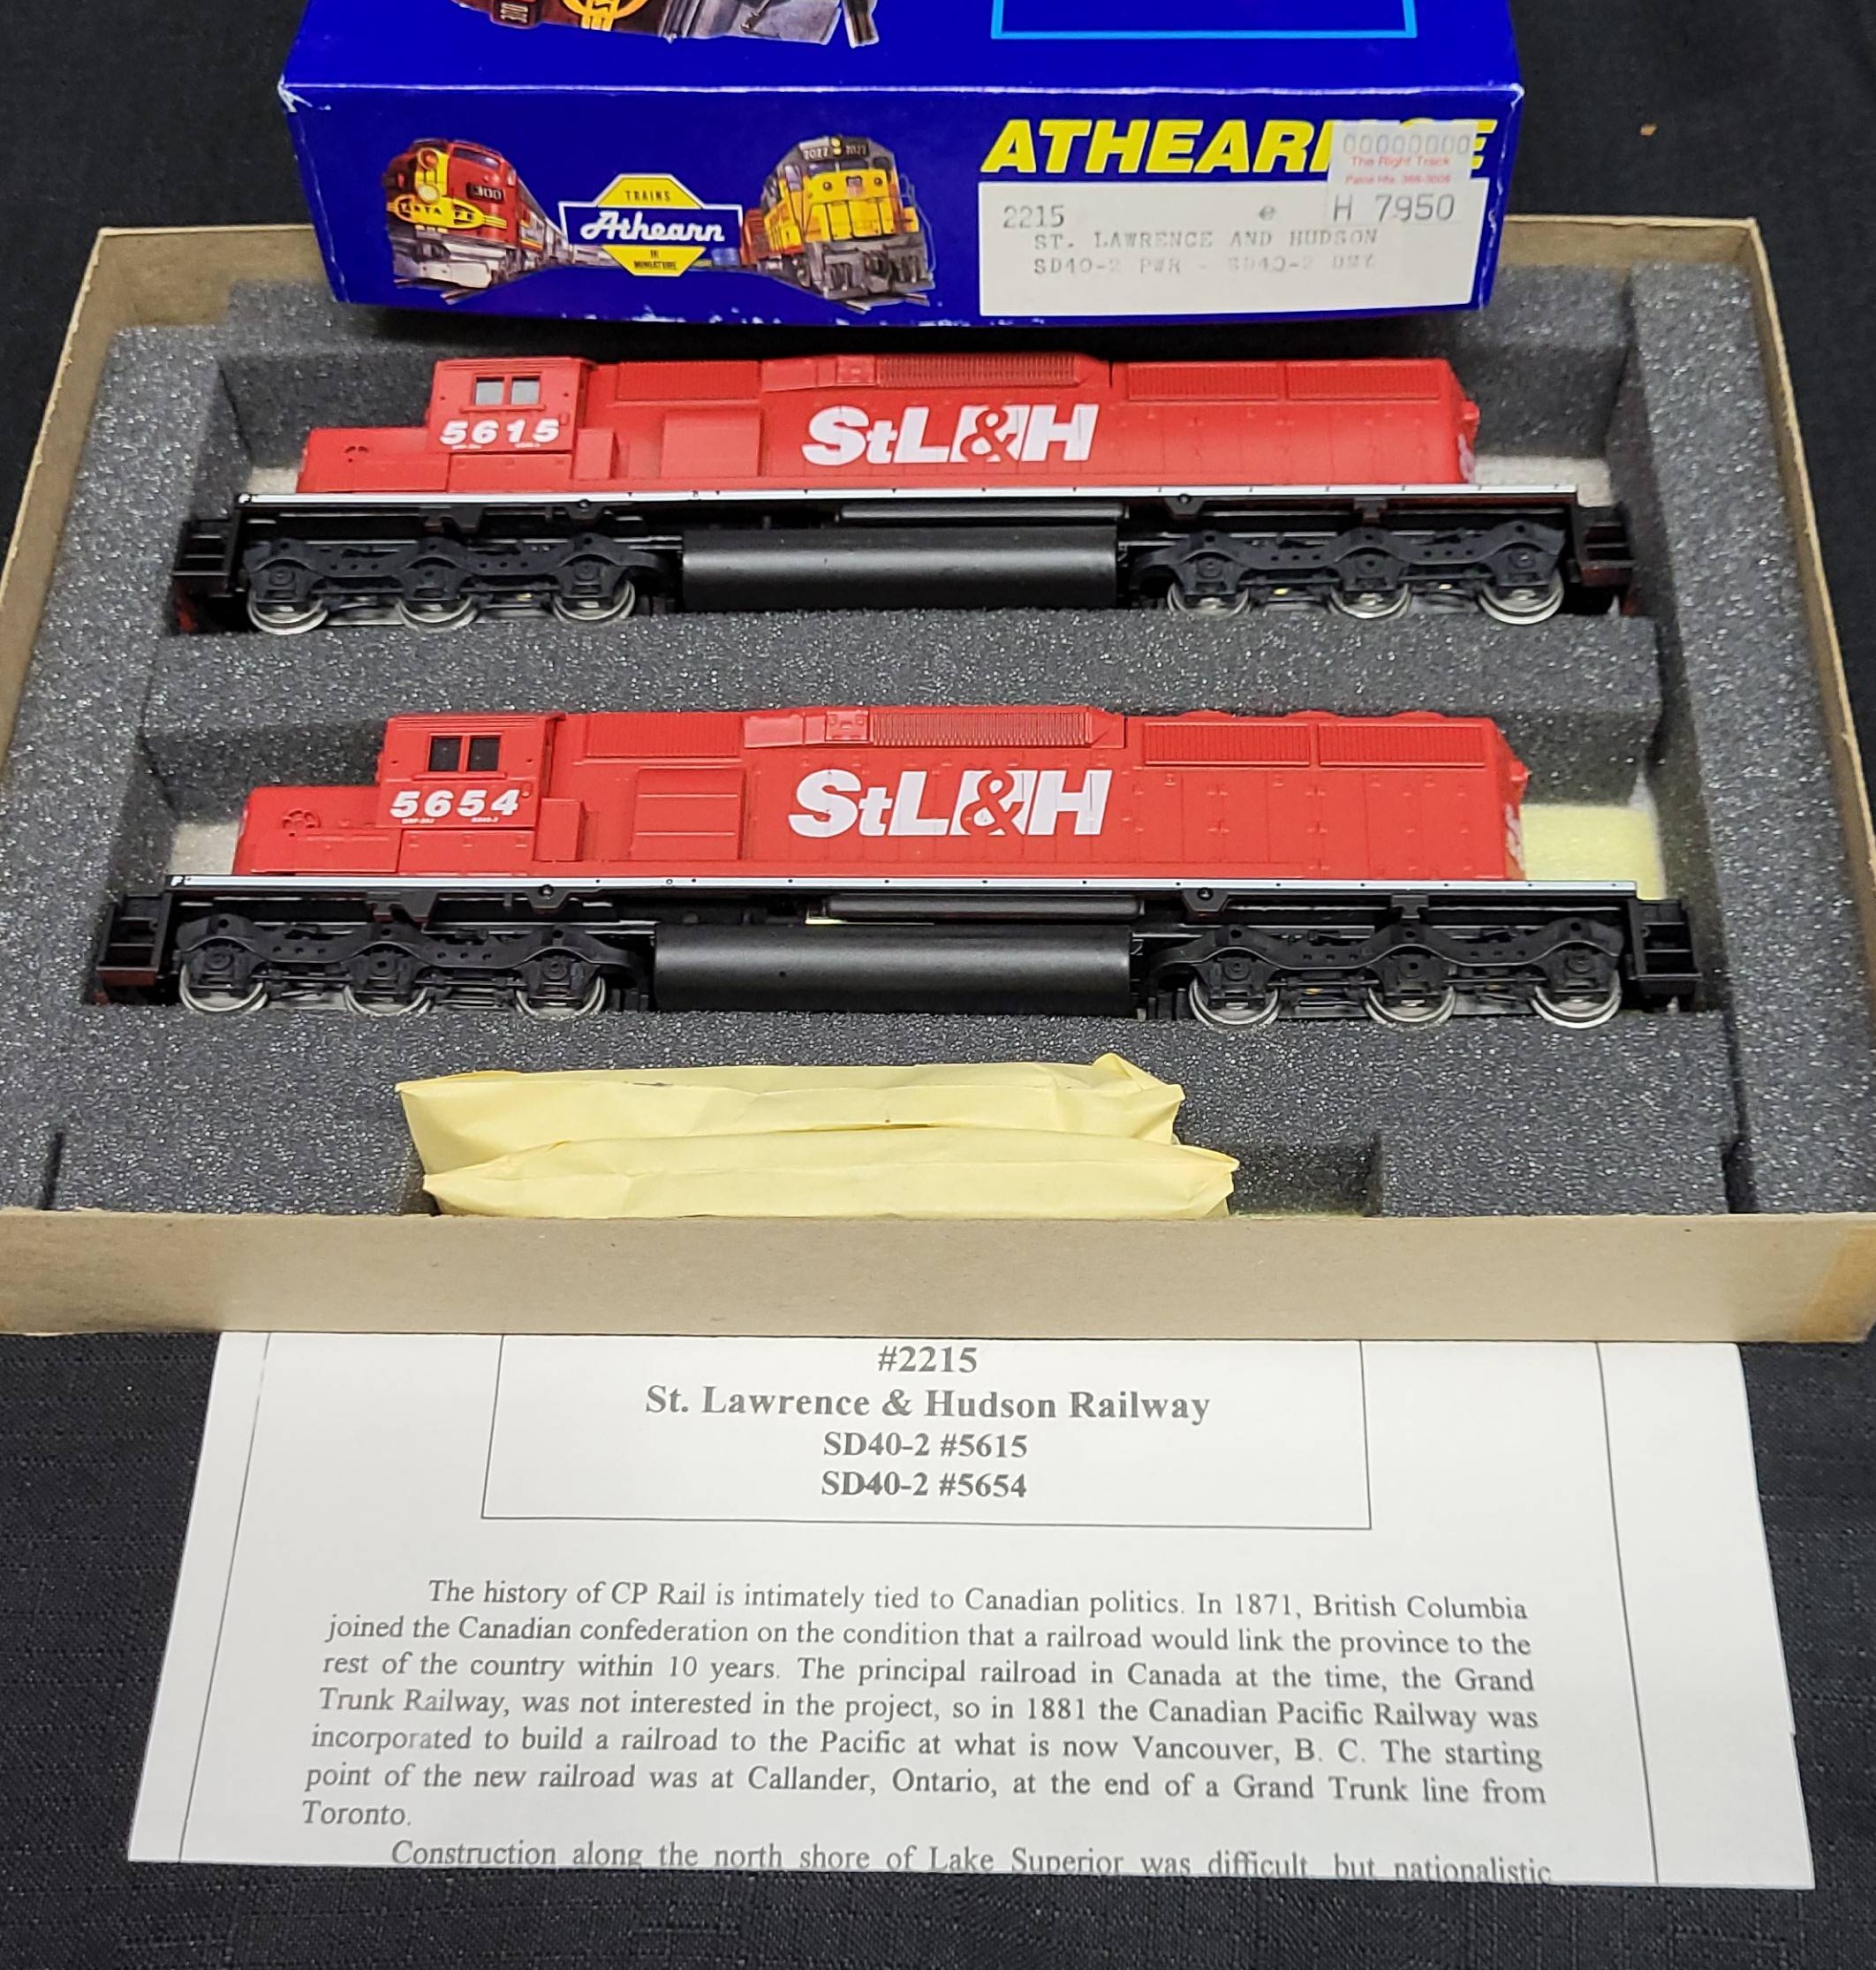 300
SANTA FE
TRAINS
Athearn
IN
MINIATURE
7027 7027
ATHEARN
00000000
The Right Track
H 7950
2215 e
ST. LAWRENCE AND HUDSON
SD40-2 PWR - SD40-2 DMY
5615
StL&H
5654
StL&H
#2215
St. Lawrence & Hudson Railway
SD40-2 #5615
SD40-2 #5654
The history of CP Rail is intimately tied to Canadian politics. In 1871, British Columbia
joined the Canadian confederation on the condition that a railroad would link the province to the
rest of the country within 10 years. The principal railroad in Canada at the time, the Grand
Trunk Railway, was not interested in the project, so in 1881 the Canadian Pacific Railway was
incorporated to build a railroad to the Pacific at what is now Vancouver, B. C. The starting
point of the new railroad was at Callander, Ontario, at the end of a Grand Trunk line from
Toronto.
Construction along the north shore of Lake Superior was difficult, but nationalistic